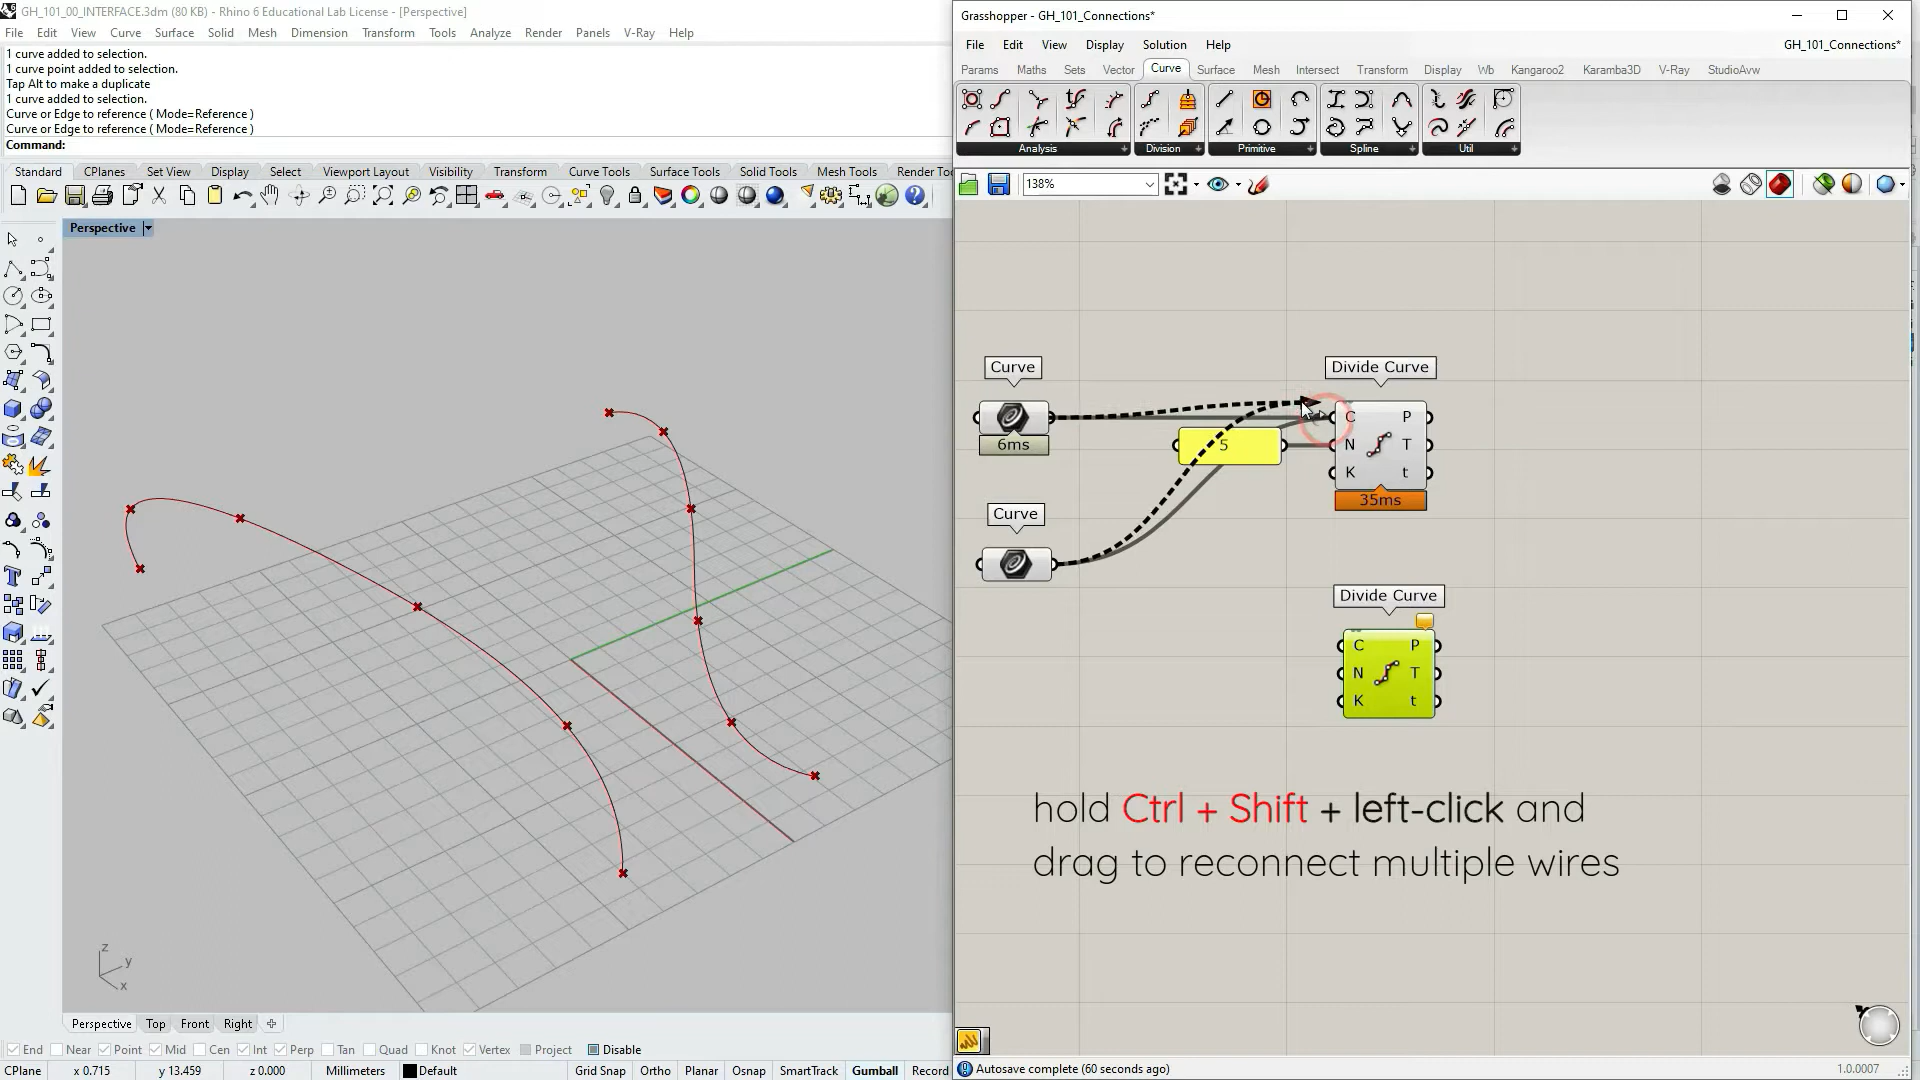 GH_101_00_INTERFACE.3dm (80 KB) - Rhino 6 Educational Lab License - [Perspective]
File Edit View Curve Surface Solid Mesh Dimension Transform Tools Analyze Render Panels V-Ray Help
1 curve added to selection.
1 curve point added to selection.
Tap Alt to make a duplicate
1 curve added to selection.
Curve or Edge to reference ( Mode=Reference )
Curve or Edge to reference ( Mode=Reference )
Command:
Standard CPlanes Set View Display Select Viewport Layout Visibility Transform Curve Tools Surface Tools Solid Tools Mesh Tools Render Too
Perspective
z
y
x
Perspective Top Front Right
End Near Point Mid Cen Int Perp Tan Quad Knot Vertex Project Disable
CPlane x 0.715 y 13.459 z 0.000 Millimeters Default Grid Snap Ortho Planar Osnap SmartTrack Gumball Record
Grasshopper - GH_101_Connections*
File Edit View Display Solution Help
GH_101_Connections*
Params Maths Sets Vector Curve Surface Mesh Intersect Transform Display Wb Kangaroo2 Karamba3D V-Ray StudioAvw
Analysis Division Primitive Spline Util
138%
Curve
6ms
5
Divide Curve
C P
N T
K t
35ms
Curve
Divide Curve
C P
N T
K t
hold Ctrl + Shift + left-click and
drag to reconnect multiple wires
Autosave complete (60 seconds ago)
1.0.0007